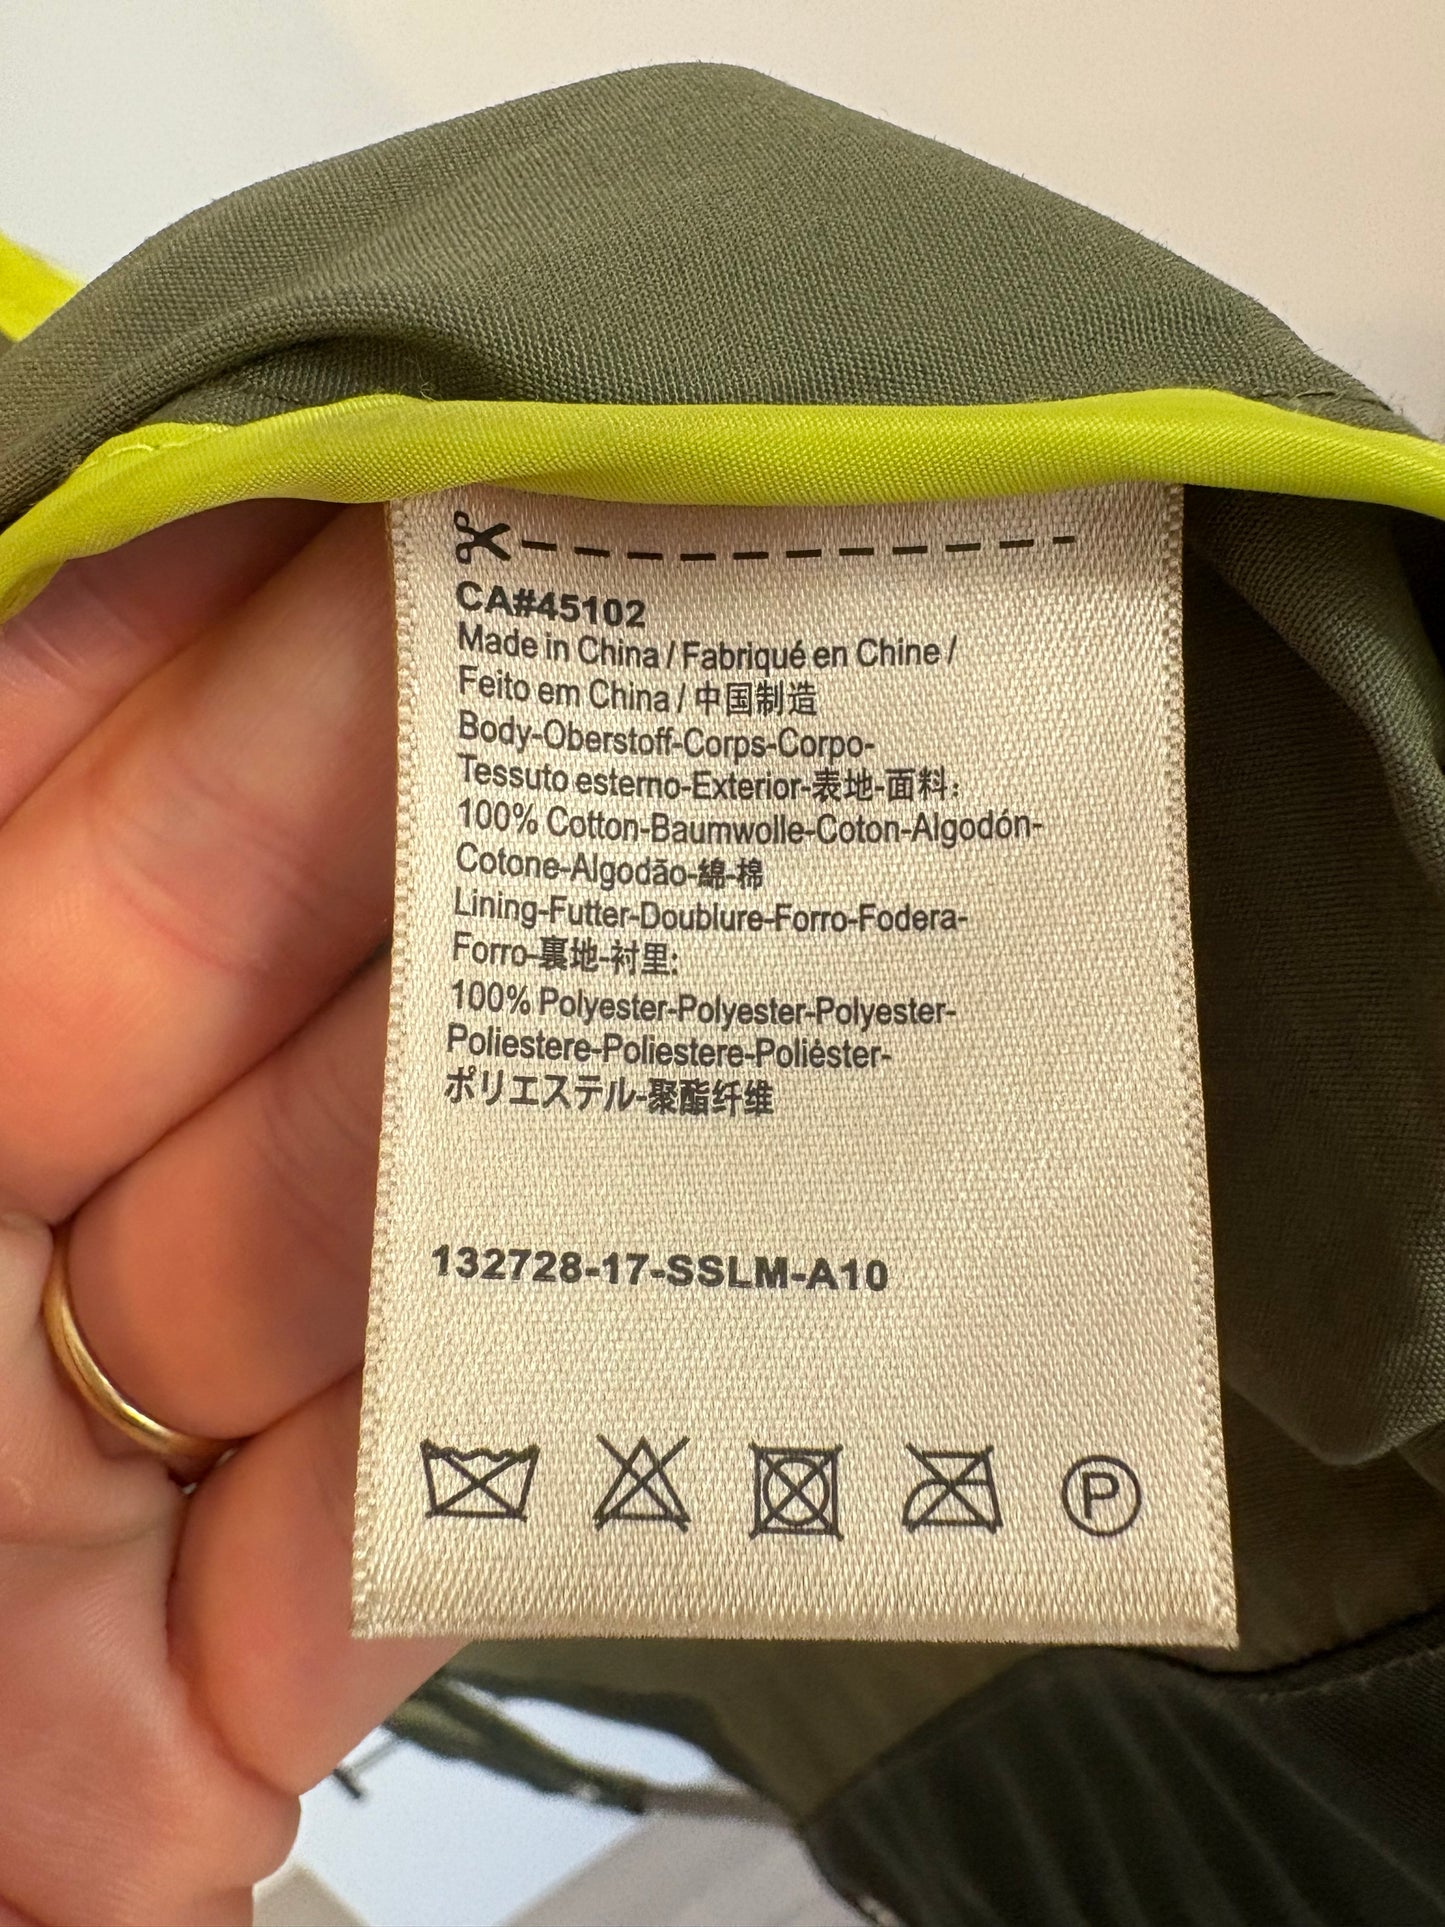 CA#45102
Made in China / Fabriqué en Chine /
Feito em China / 中国制造
Body-Oberstoff-Corps-Corpo-
Tessuto esterno-Exterior-表地-面料:
100% Cotton-Baumwolle-Coton-Algodón-
Cotone-Algodão-綿-棉
Lining-Futter-Doublure-Forro-Fodera-
Forro-裏地-衬里:
100% Polyester-Polyester-Polyester-
Poliestere-Poliestere-Poliéster-
ポリエステル-聚酯纤维
132728-17-SSLM-A10
P